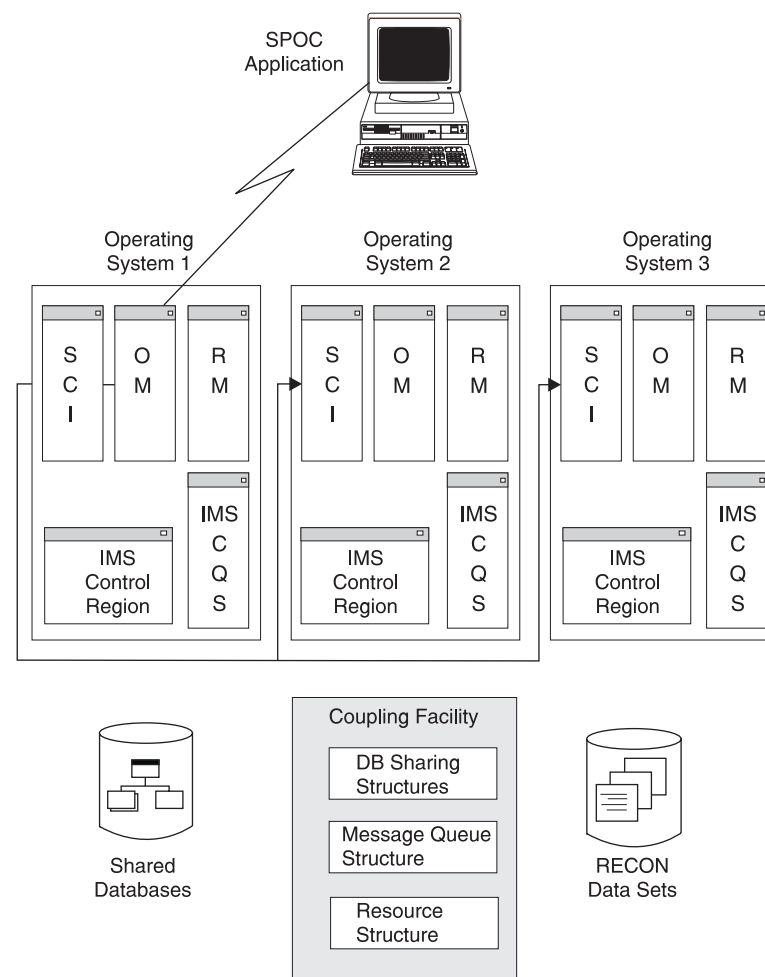 SPOC
Application
Operating
System 1
Operating
System 2
Operating
System 3
S
C
I
O
M
R
M
IMS
Control
Region
IMS
C
Q
S
S
C
I
O
M
R
M
IMS
Control
Region
IMS
C
Q
S
S
C
I
O
M
R
M
IMS
Control
Region
IMS
C
Q
S
Shared
Databases
Coupling Facility
DB Sharing
Structures
Message Queue
Structure
Resource
Structure
RECON
Data Sets